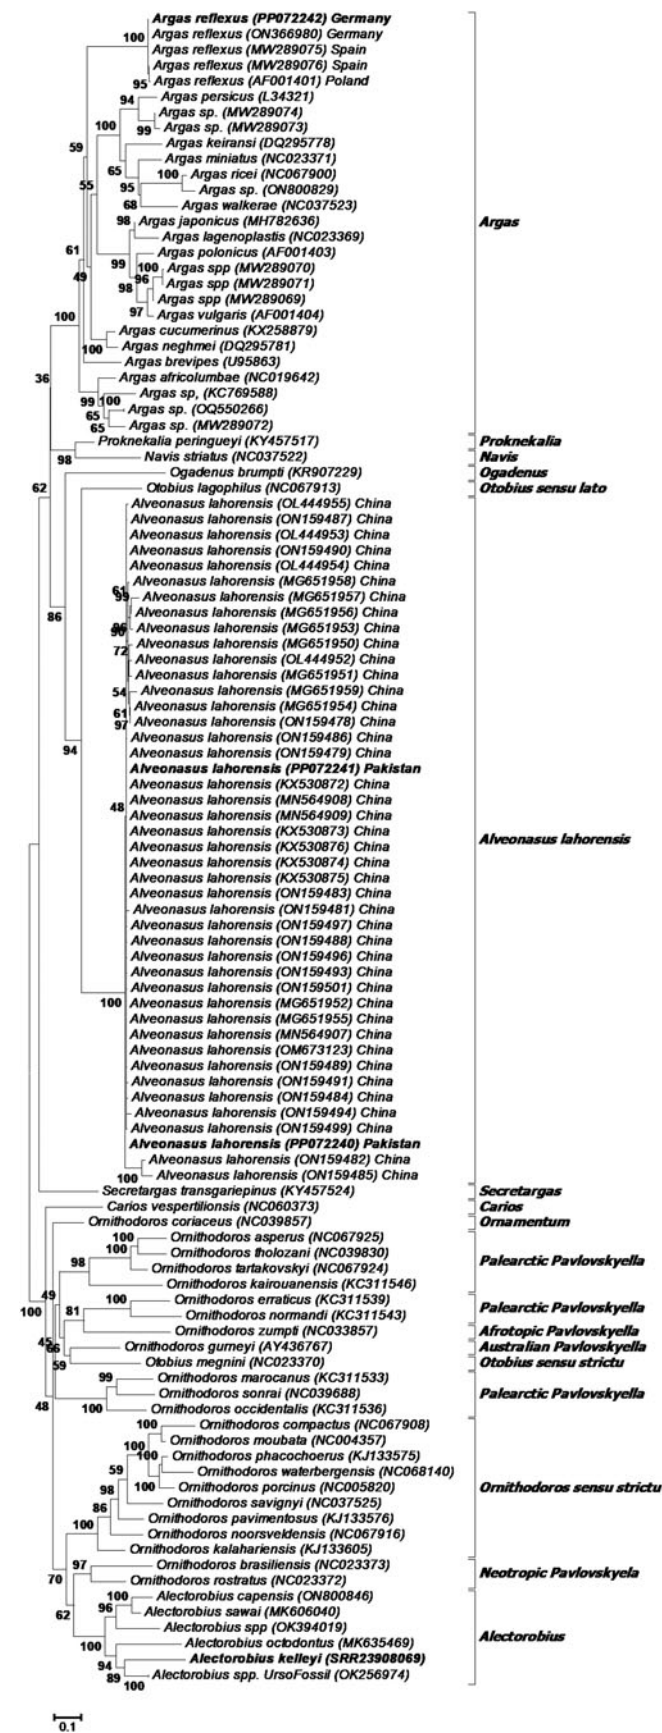 Argas reflexus (PP072242) Germany
Argas reflexus (ON366980) Germany
100
Argas reflexus (MW289075) Spain
Argas reflexus (MW289076) Spain
95 Argas reflexus (AF001401) Poland
94 Argas persicus (L34321)
Argas sp. (MW289074)
100 99 Argas sp. (MW289073)
59 Argas keiransi (DQ295778)
Argas miniatus (NC023371)
65 100 Argas ricei (NC067900)
55 95 Argas sp. (ON800829)
68 Argas walkerae (NC037523)
98 Argas japonicus (MH782636) Argas
Argas lagenoplastis (NC023369)
61 Argas polonicus (AF001403)
99 100 Argas spp (MW289070)
49 96 Argas spp (MW289071)
98 Argas spp (MW289069)
97 Argas vulgaris (AF001404)
100 Argas cucumerinus (KX258879)
100 Argas neghmei (DQ295781)
Argas brevipes (U95863)
36 Argas africolumbae (NC019642)
99 100 Argas sp, (KC769588)
65 Argas sp. (OQ550266)
65 Argas sp. (MW289072)
Proknekalia peringueyi (KY457517) Proknekalia
98 Navis striatus (NC037522) Navis
Ogadenus brumpti (KR907229) Ogadenus
62 Otobius lagophilus (NC067913) Otobius sensu lato
Alveonasus lahorensis (OL444955) China
Alveonasus lahorensis (ON159487) China
Alveonasus lahorensis (OL444953) China
Alveonasus lahorensis (ON159490) China
Alveonasus lahorensis (OL444954) China
Alveonasus lahorensis (MG651958) China
61 99 Alveonasus lahorensis (MG651957) China
86 Alveonasus lahorensis (MG651956) China
96 90 Alveonasus lahorensis (MG651953) China
72 Alveonasus lahorensis (MG651950) China
Alveonasus lahorensis (OL444952) China
Alveonasus lahorensis (MG651951) China
54 Alveonasus lahorensis (MG651959) China
61 Alveonasus lahorensis (MG651954) China
97 Alveonasus lahorensis (ON159478) China
Alveonasus lahorensis (ON159486) China
94 Alveonasus lahorensis (ON159479) China
Alveonasus lahorensis (PP072241) Pakistan
Alveonasus lahorensis (KX530872) China
48 Alveonasus lahorensis (MN564908) China
Alveonasus lahorensis (MN564909) China
Alveonasus lahorensis (KX530873) China Alveonasus lahorensis
Alveonasus lahorensis (KX530876) China
Alveonasus lahorensis (KX530874) China
Alveonasus lahorensis (KX530875) China
Alveonasus lahorensis (ON159483) China
Alveonasus lahorensis (ON159481) China
Alveonasus lahorensis (ON159497) China
Alveonasus lahorensis (ON159488) China
Alveonasus lahorensis (ON159496) China
Alveonasus lahorensis (ON159493) China
Alveonasus lahorensis (ON159501) China
100 Alveonasus lahorensis (MG651952) China
Alveonasus lahorensis (MG651955) China
Alveonasus lahorensis (MN564907) China
Alveonasus lahorensis (OM673123) China
Alveonasus lahorensis (ON159489) China
Alveonasus lahorensis (ON159491) China
Alveonasus lahorensis (ON159484) China
Alveonasus lahorensis (ON159494) China
Alveonasus lahorensis (ON159499) China
Alveonasus lahorensis (PP072240) Pakistan
Alveonasus lahorensis (ON159482) China
100 Alveonasus lahorensis (ON159485) China
Secretargas transgariepinus (KY457524) Secretargas
Carios vespertilionsis (NC060373) Carios
Ornithodoros coriaceus (NC039857) Ornamentum
100 Ornithodoros asperus (NC067925)
100 Ornithodoros tholozani (NC039830)
98 Ornithodoros tartakovskyi (NC067924) Palearctic Pavlovskyella
Ornithodoros kairouanensis (KC311546)
49 100 Ornithodoros erraticus (KC311539)
100 81 Ornithodoros normandi (KC311543) Palearctic Pavlovskyella
Ornithodoros zumpti (NC033857) Afrotopic Pavlovskyella
45 66 Ornithodoros gurneyi (AY436767) Australian Pavlovskyella
59 Otobius megnini (NC023370) Otobius sensu strictu
99 Ornithodoros marocanus (KC311533)
Ornithodoros sonrai (NC039688) Palearctic Pavlovskyella
48 100 Ornithodoros occidentalis (KC311536)
100 Ornithodoros compactus (NC067908)
100 Ornithodoros moubata (NC004357)
100 Ornithodoros phacochoerus (KJ133575)
59 Ornithodoros waterbergensis (NC068140)
98 100 Ornithodoros porcinus (NC005820) Ornithodoros sensu strictu
86 Ornithodoros savignyi (NC037525)
Ornithodoros pavimentosus (KJ133576)
100 Ornithodoros noorsveldensis (NC067916)
Ornithodoros kalahariensis (KJ133605)
97 Ornithodoros brasiliensis (NC023373)
70 Ornithodoros rostratus (NC023372) Neotropic Pavlovskyela
100 Alectorobius capensis (ON800846)
62 96 Alectorobius sawai (MK606040)
Alectorobius spp (OK394019)
100 Alectorobius octodontus (MK635469) Alectorobius
94 Alectorobius kelleyi (SRR23908069)
89 100 Alectorobius spp. UrsoFossil (OK256974)
0.1